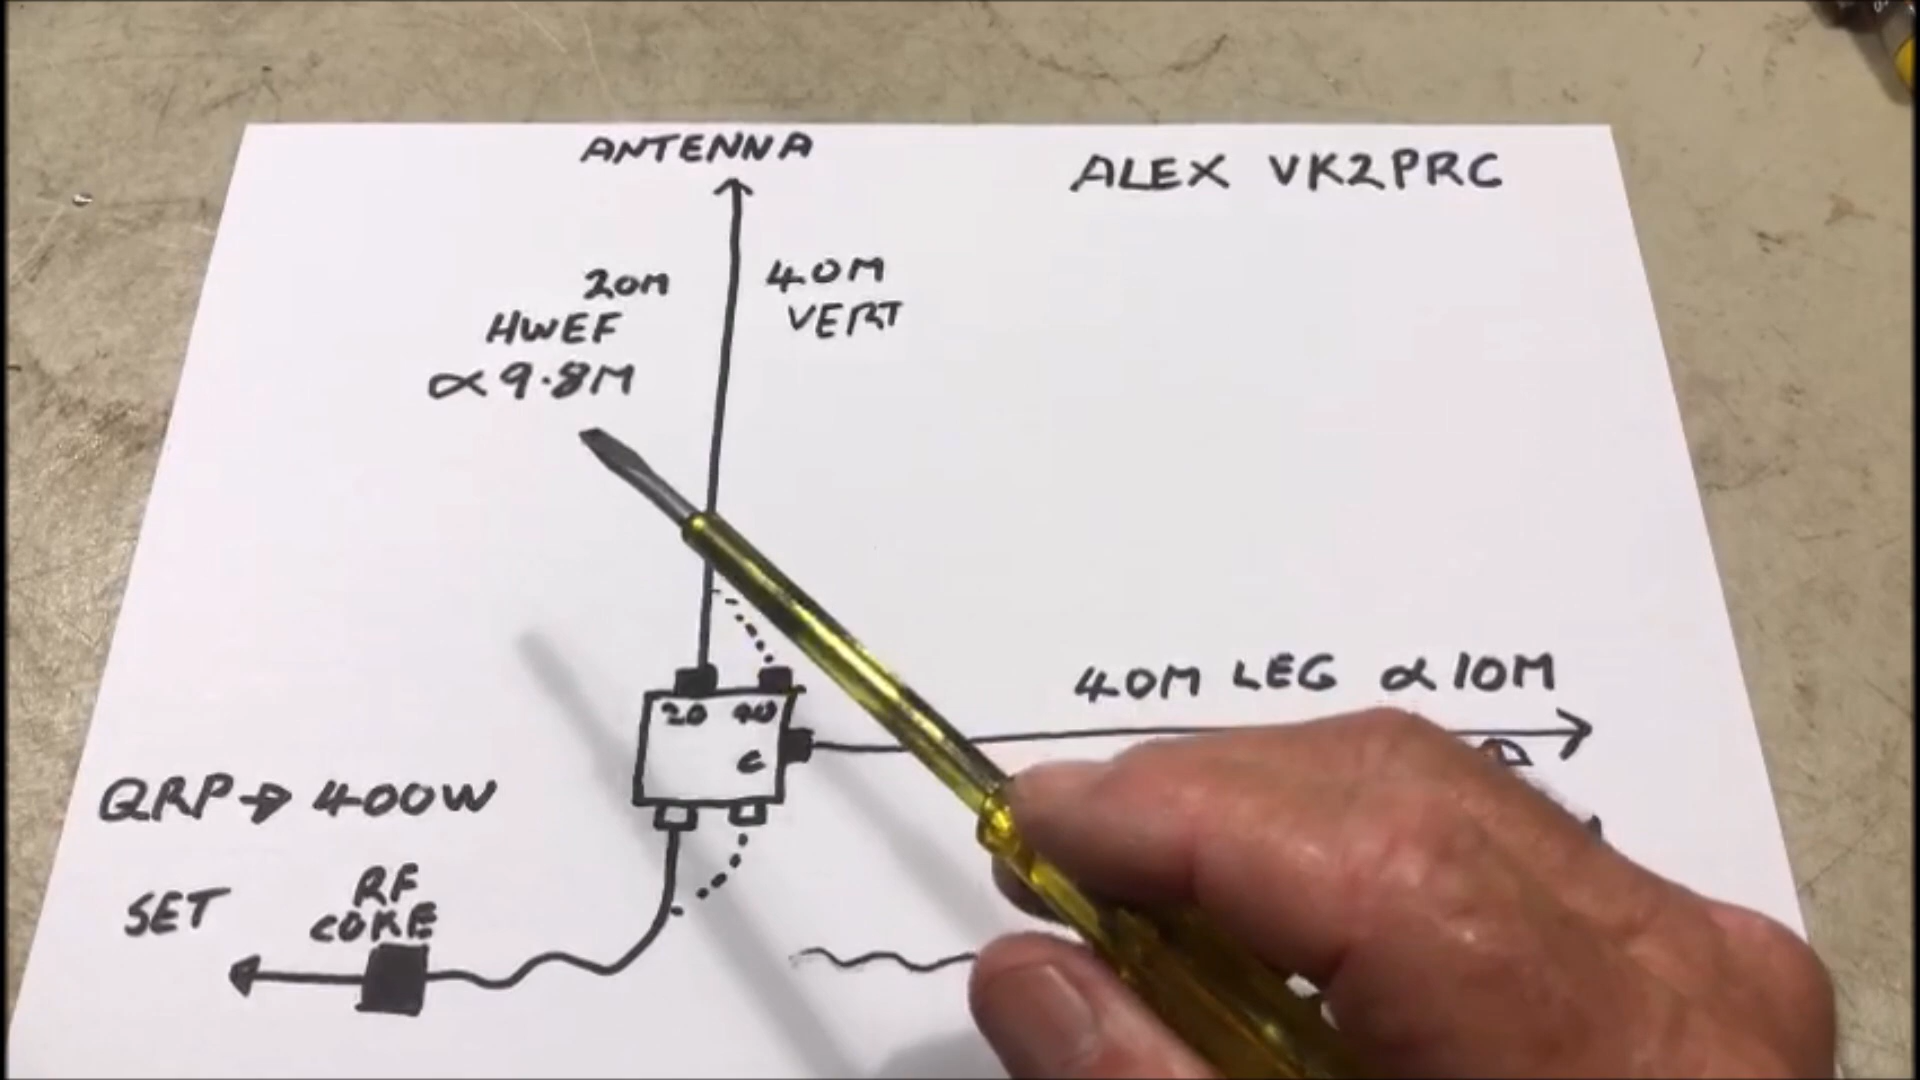 ANTENNA
ALEX VK2PRC
20M
HWEF
∝ 9.8M
40M
VERT
20 40
C
40M LEG ∝ 10M
QRP → 400W
SET
RF
COKE